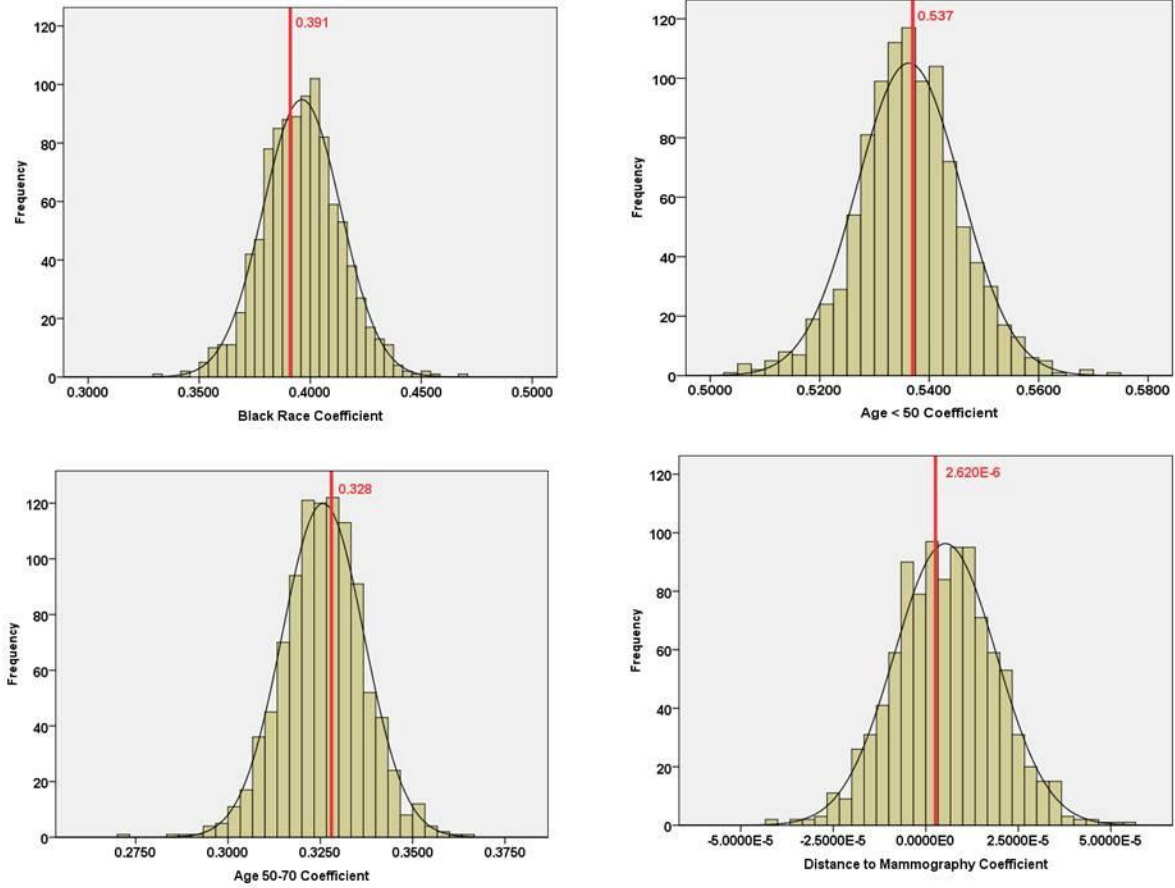 0.391
120
100
80
60
40
20
0
Frequency
0.3000 0.3500 0.4000 0.4500 0.5000
Black Race Coefficient
0.537
120
100
80
60
40
20
0
Frequency
0.5000 0.5200 0.5400 0.5600 0.5800
Age < 50 Coefficient
0.328
120
100
80
60
40
20
0
Frequency
0.2750 0.3000 0.3250 0.3500 0.3750
Age 50-70 Coefficient
2.620E-6
120
100
80
60
40
20
0
Frequency
-5.0000E-5 -2.5000E-5 0.0000E0 2.5000E-5 5.0000E-5
Distance to Mammography Coefficient